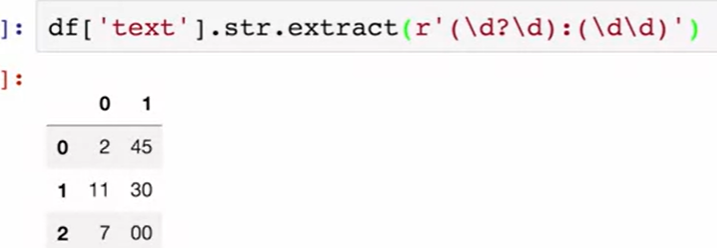 ]: df['text'].str.extract(r'(\d?\d):(\d\d)')
]:
0 1
0 2 45
1 11 30
2 7 00